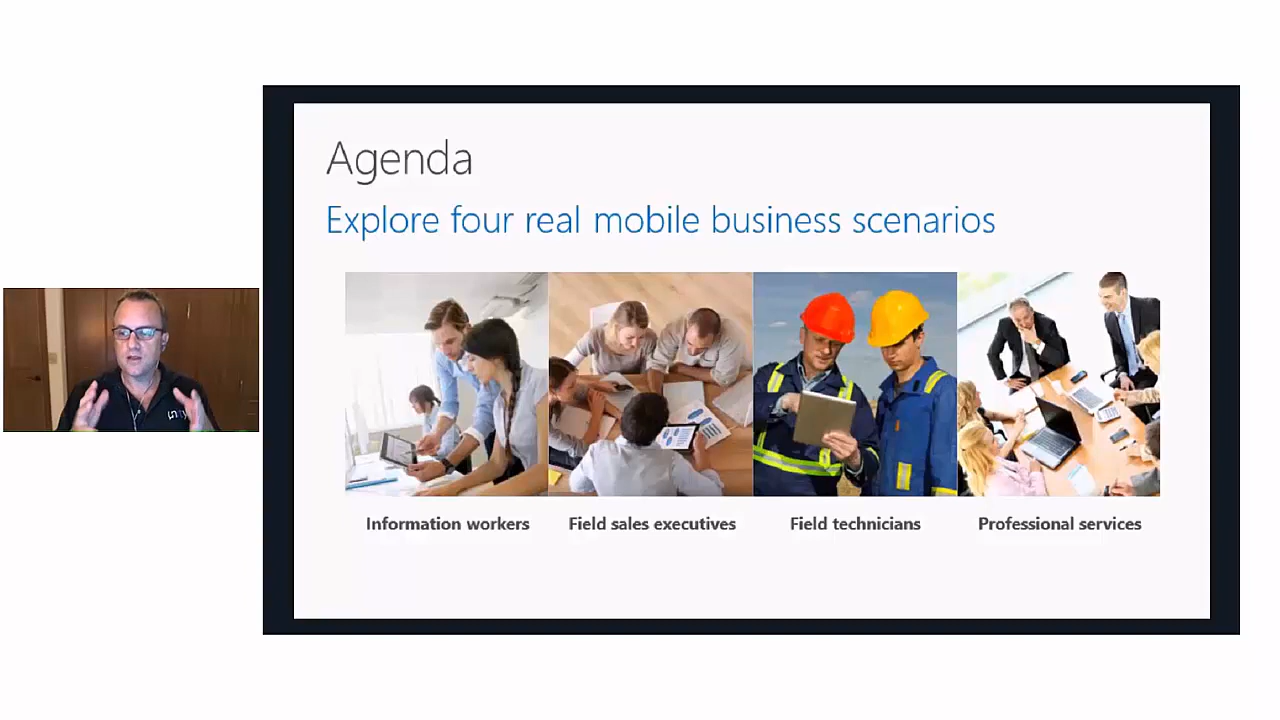 Agenda
Explore four real mobile business scenarios
Information workers
Field sales executives
Field technicians
Professional services